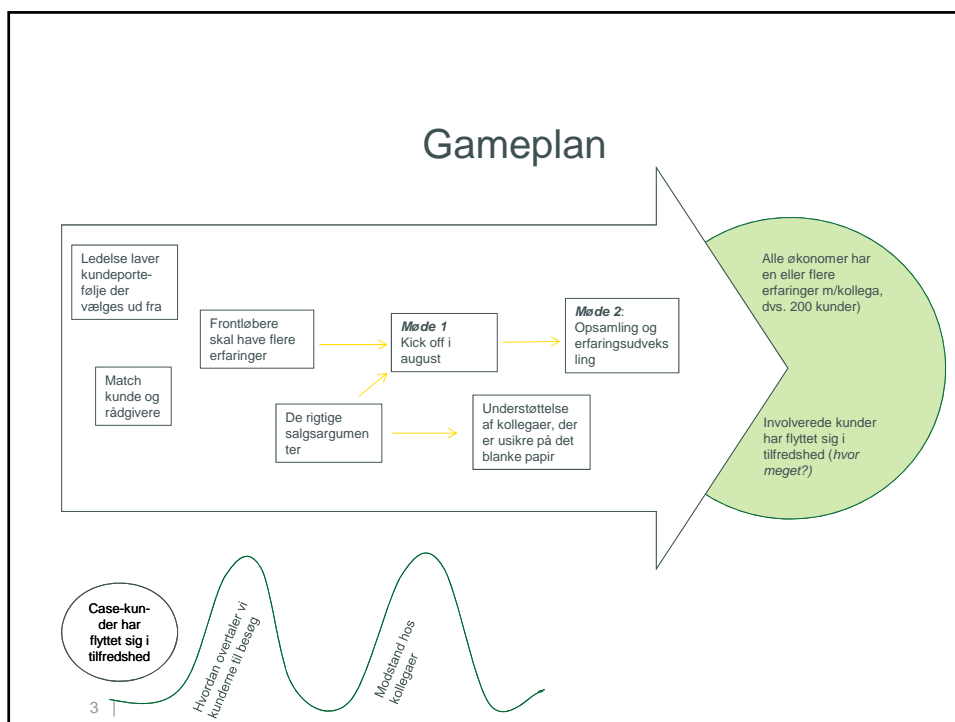 Gameplan
Ledelse laver
kundeporte-
følje der
vælges ud fra
Frontløbere
skal have flere
erfaringer
Match
kunde og
rådgivere
De rigtige
salgsargumen
ter
Møde 1
Kick off i
august
Møde 2:
Opsamling og
erfaringsudveks
ling
Understøttelse
af kollegaer, der
er usikre på det
blanke papir
Alle økonomer har
en eller flere
erfaringer m/kollega,
dvs. 200 kunder)
Involverede kunder
har flyttet sig i
tilfredshed (hvor
meget?)
Case-kun-
der har
flyttet sig i
tilfredshed
Hvordan overtaler vi
kunderne til besøg
Modstand hos
kollegaer
3